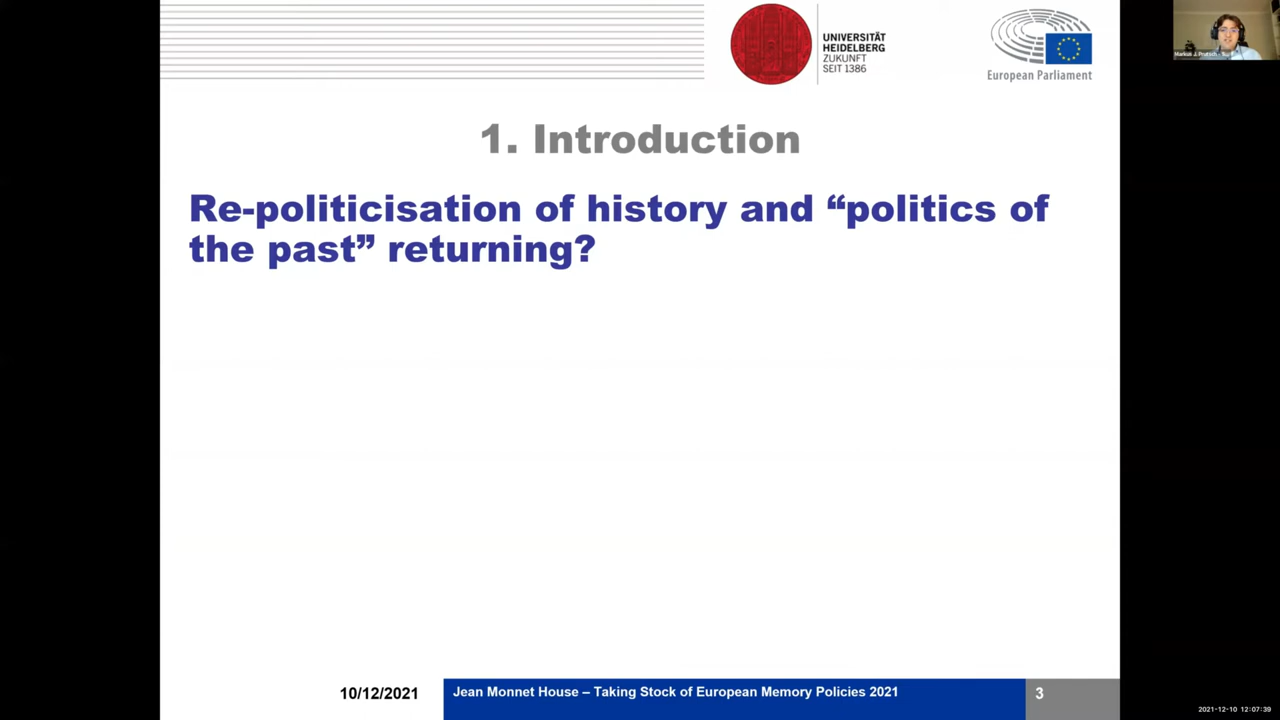 UNIVERSITÄT
HEIDELBERG
ZUKUNFT
SEIT 1386
European Parliament
1. Introduction
Re-politicisation of history and “politics of
the past” returning?
10/12/2021
Jean Monnet House – Taking Stock of European Memory Policies 2021
3
2021-12-10 12:07:39